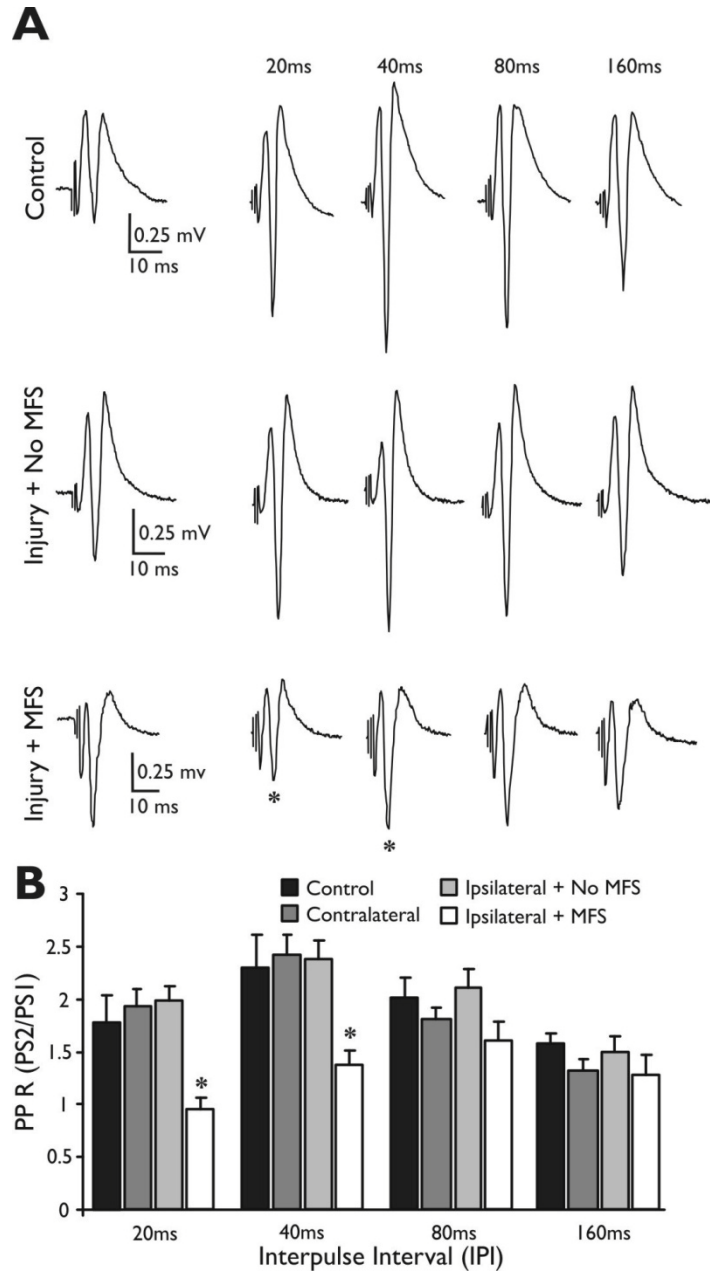 A
20ms 40ms 80ms 160ms
Control
0.25 mV
10 ms
Injury + No MFS
0.25 mV
10 ms
Injury + MFS
0.25 mv
10 ms
*
*
B
Control
Ipsilateral + No MFS
Contralateral
Ipsilateral + MFS
PP R (PS2/PS1)
3
2.5
2
1.5
1
0.5
0
*
*
20ms 40ms 80ms 160ms
Interpulse Interval (IPI)